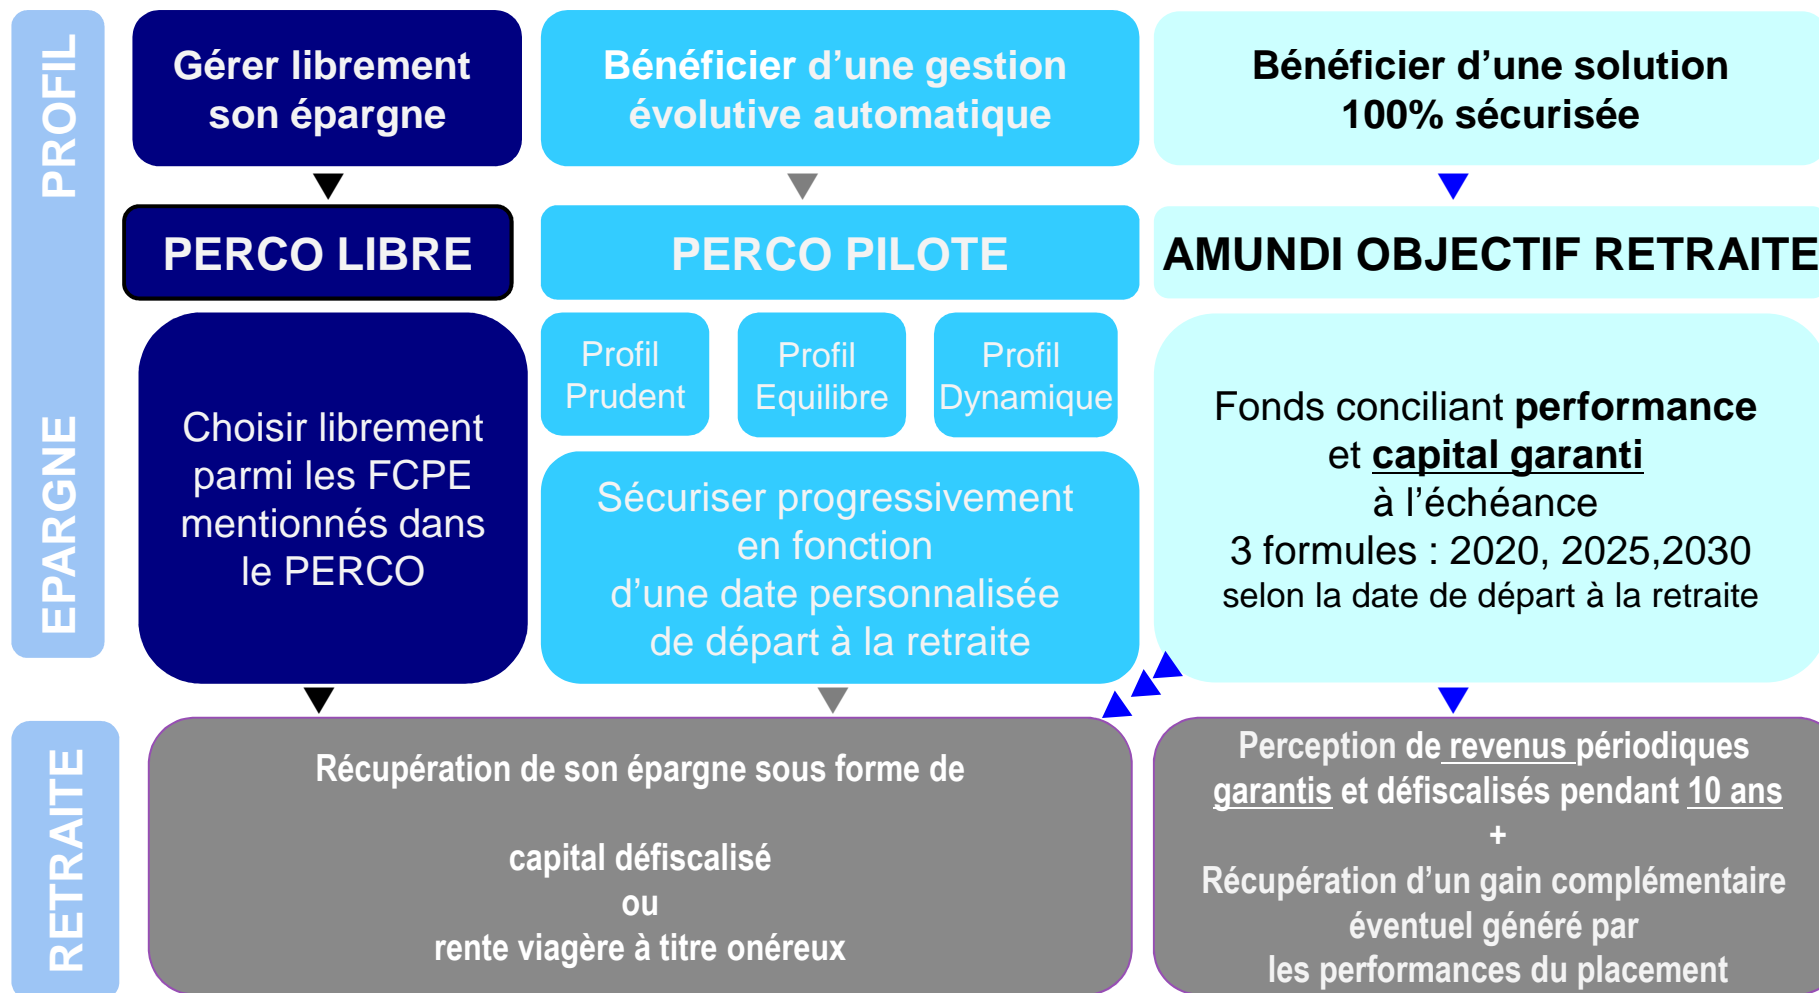 PROFIL
Gérer librement
son épargne
Bénéficier d’une gestion
évolutive automatique
Bénéficier d’une solution
100% sécurisée
PERCO LIBRE
PERCO PILOTE
AMUNDI OBJECTIF RETRAITE
EPARGNE
Choisir librement
parmi les FCPE
mentionnés dans
le PERCO
Profil
Prudent
Profil
Equilibre
Profil
Dynamique
Sécuriser progressivement
en fonction
d’une date personnalisée
de départ à la retraite
Fonds conciliant performance
et capital garanti
à l’échéance
3 formules : 2020, 2025,2030
selon la date de départ à la retraite
RETRAITE
Récupération de son épargne sous forme de
capital défiscalisé
ou
rente viagère à titre onéreux
Perception de revenus périodiques
garantis et défiscalisés pendant 10 ans
+
Récupération d’un gain complémentaire
éventuel généré par
les performances du placement